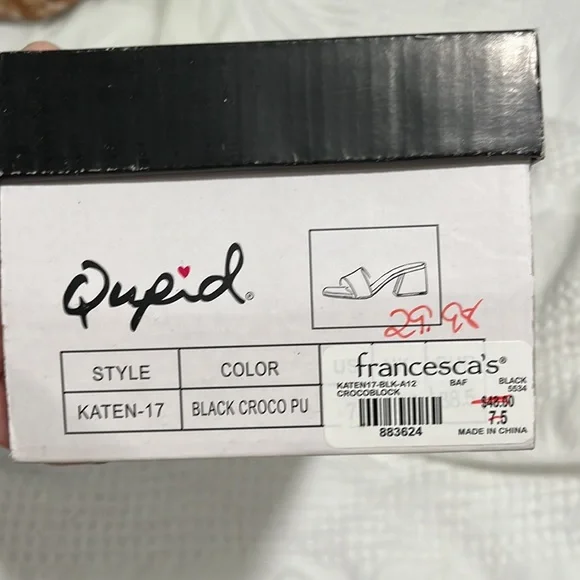 Qupid®
29.98
STYLE COLOR
KATEN-17 BLACK CROCO PU
francesca's®
KATEN17-BLK-A12 BAF BLACK
CROCOBLOCK 5534
$48.00
7.5
883624 MADE IN CHINA